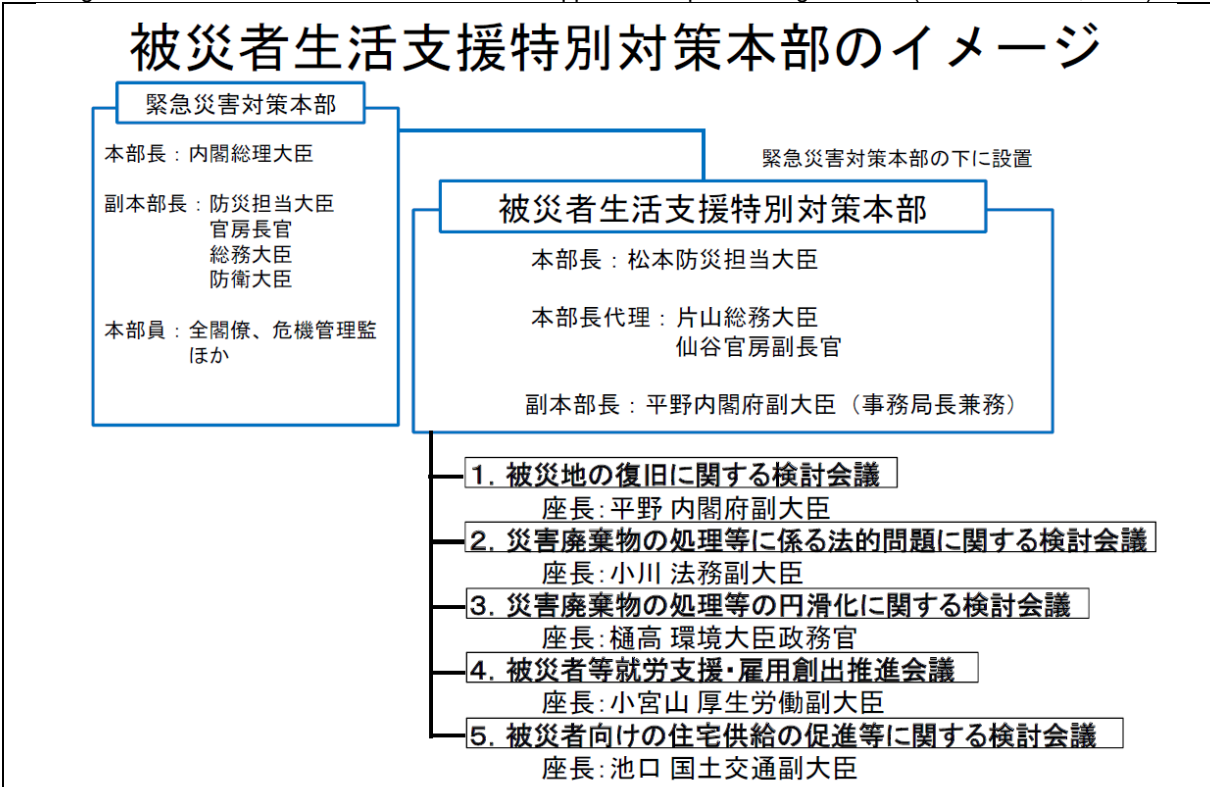 被災者生活支援特別対策本部のイメージ
緊急災害対策本部
本部長：内閣総理大臣
副本部長：防災担当大臣
官房長官
総務大臣
防衛大臣
本部員：全閣僚、危機管理監
ほか
緊急災害対策本部の下に設置
被災者生活支援特別対策本部
本部長：松本防災担当大臣
本部長代理：片山総務大臣
仙谷官房副長官
副本部長：平野内閣府副大臣（事務局長兼務）
1．被災地の復旧に関する検討会議
座長：平野 内閣府副大臣
2．災害廃棄物の処理等に係る法的問題に関する検討会議
座長：小川 法務副大臣
3．災害廃棄物の処理等の円滑化に関する検討会議
座長：樋高 環境大臣政務官
4．被災者等就労支援・雇用創出推進会議
座長：小宮山 厚生労働副大臣
5．被災者向けの住宅供給の促進等に関する検討会議
座長：池口 国土交通副大臣